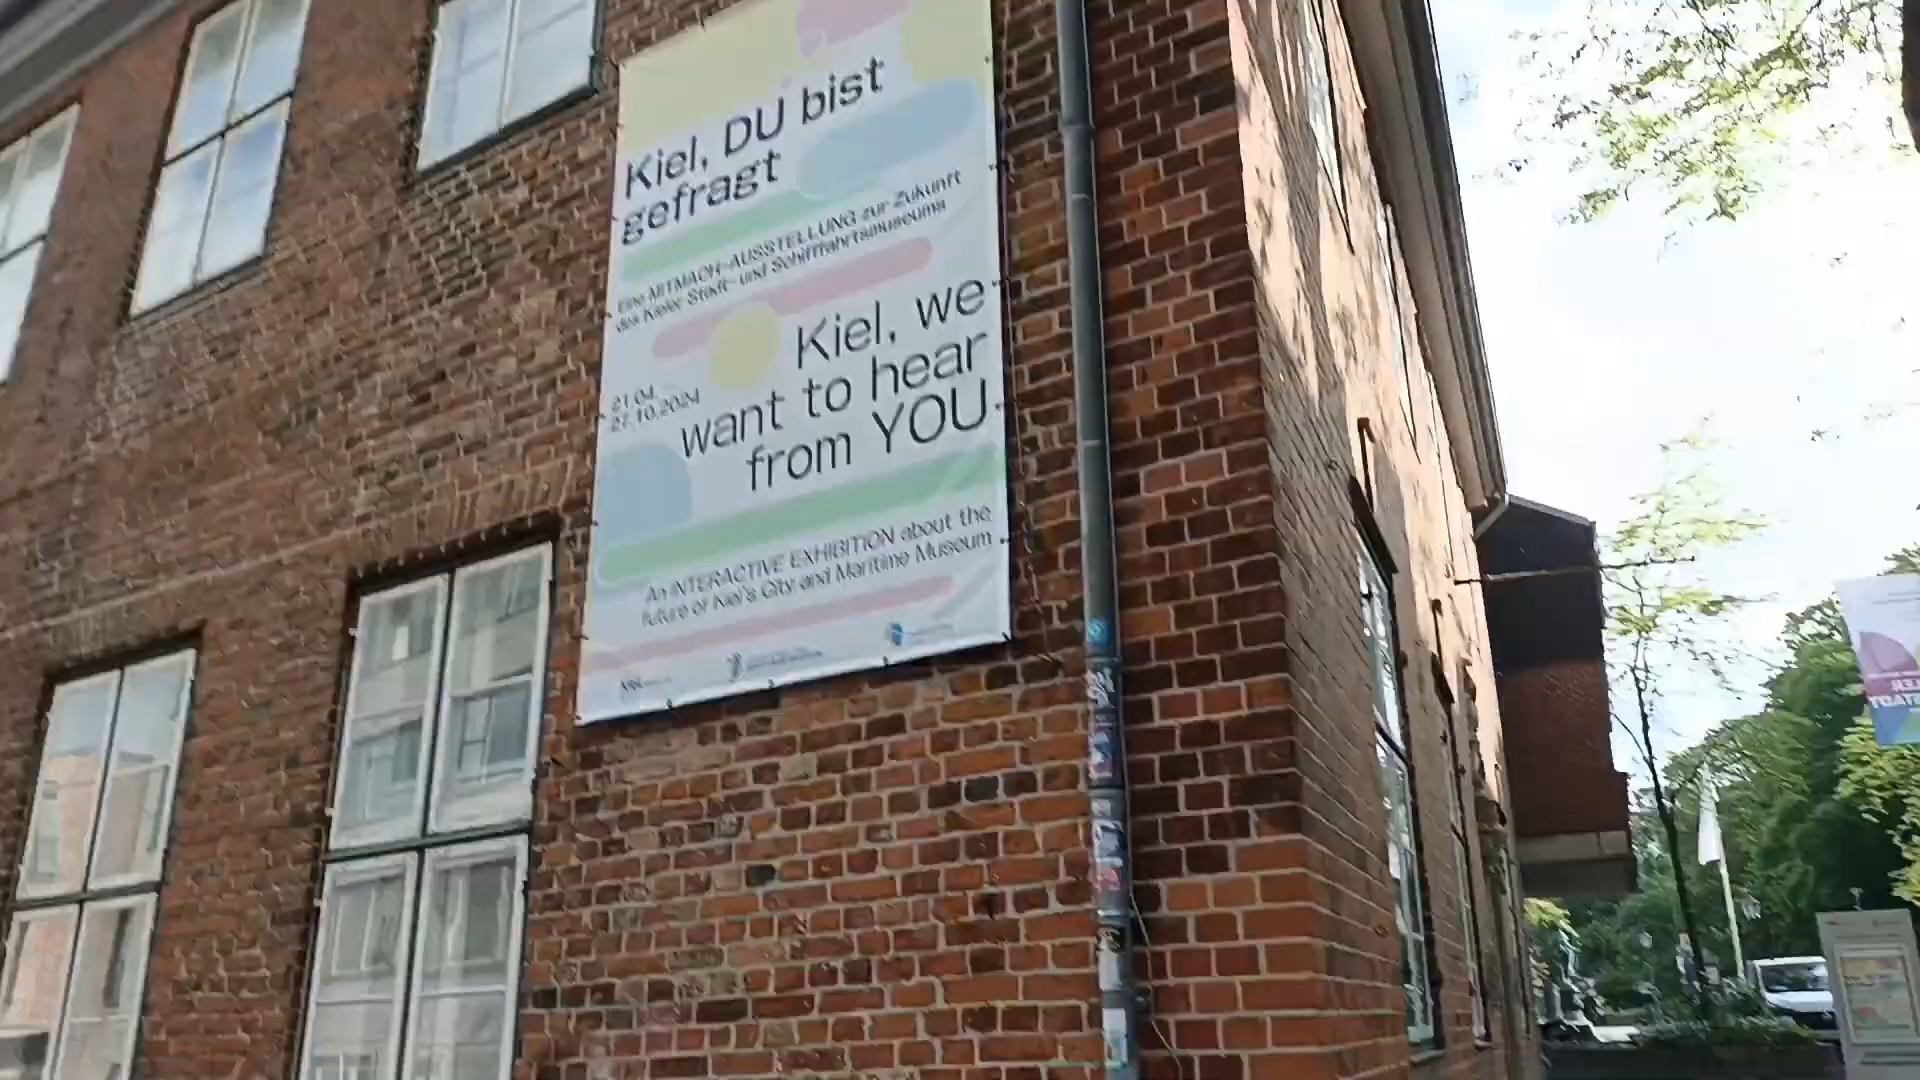 Kiel, DU bist
gefragt
Eine MITMACH-AUSSTELLUNG zur Zukunft
des Kieler Stadt- und Schifffahrtsmuseums
Kiel, we
want to hear
from YOU
21.04.
27.10.2024
An INTERACTIVE EXHIBITION about the
future of Kiel's City and Maritime Museum